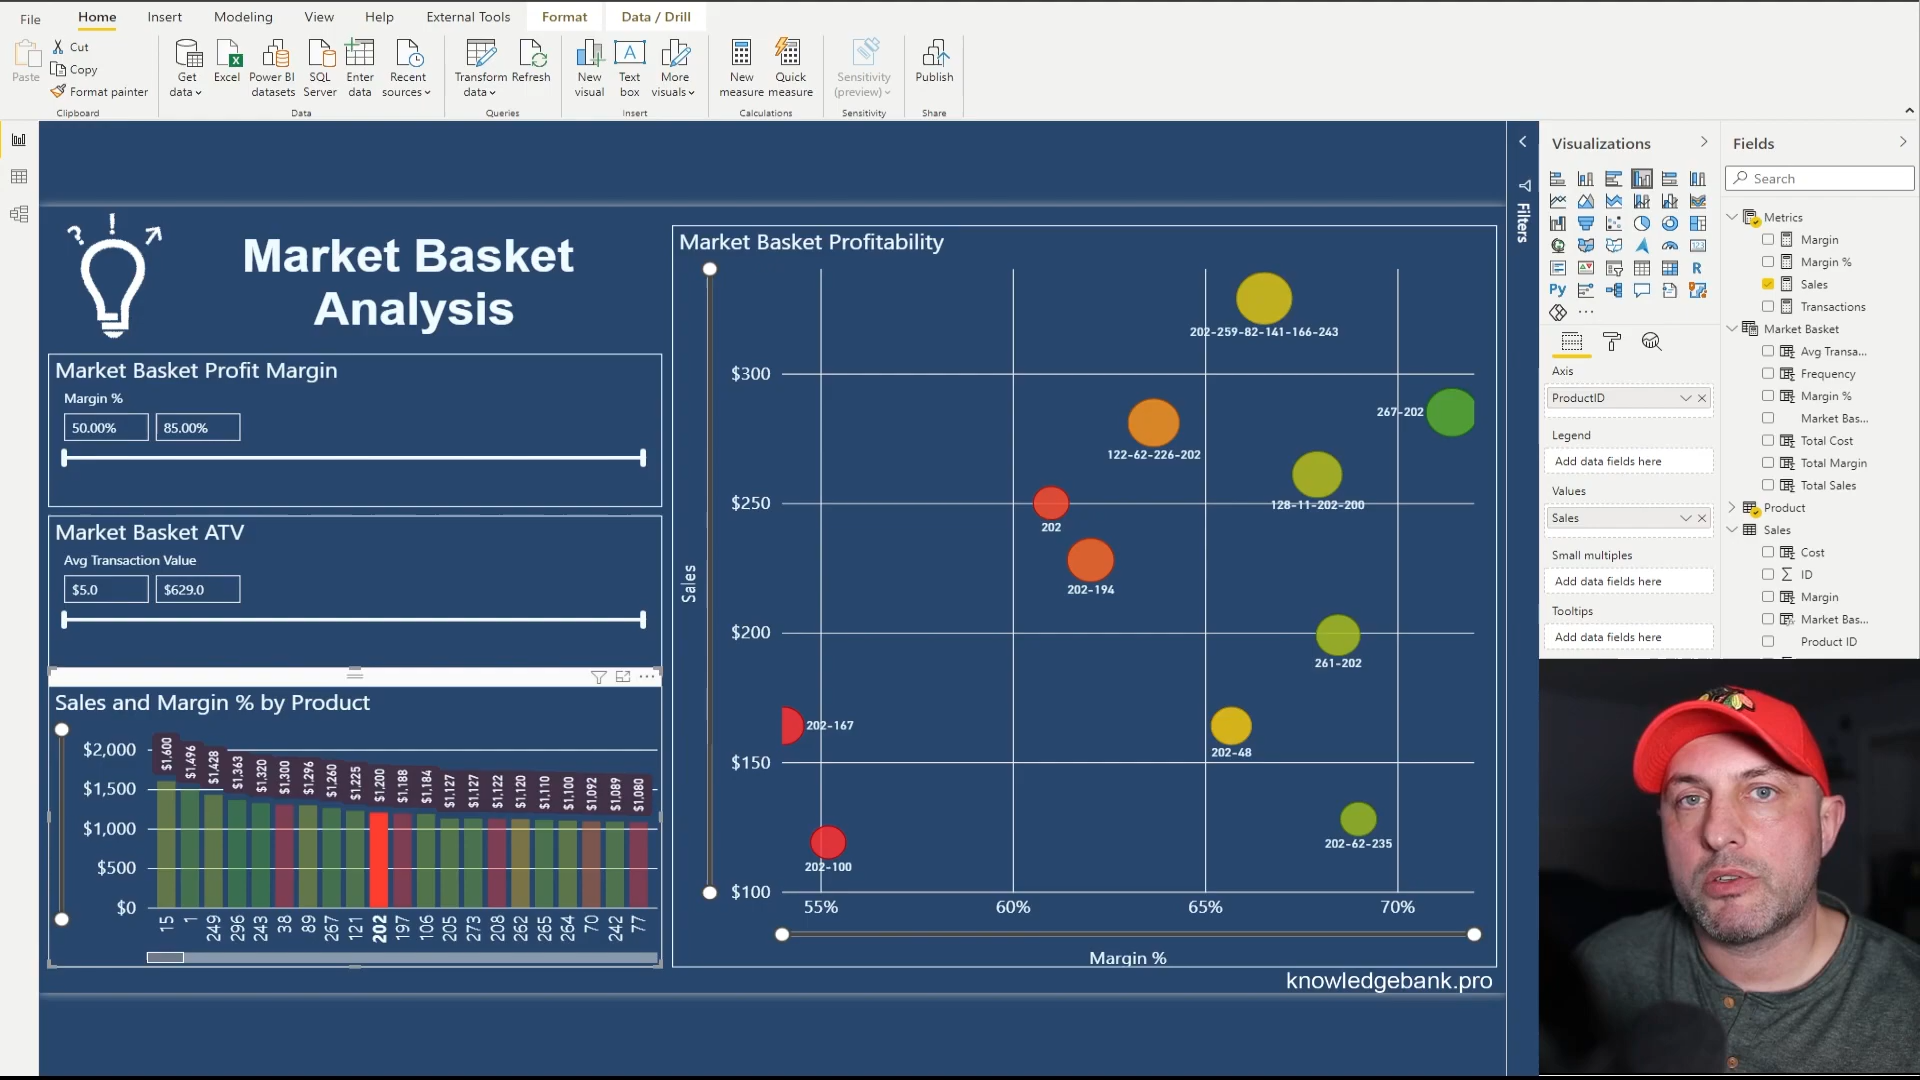 File
Home
Insert
Modeling
View
Help
External Tools
Format
Data / Drill
Paste
Cut
Copy
Format painter
Clipboard
Get data
Excel
Power BI datasets
SQL Server
Enter data
Recent sources
Data
Transform data
Refresh
Queries
New visual
Text box
More visuals
Insert
New measure
Quick measure
Calculations
Sensitivity (preview)
Sensitivity
Publish
Share
Market Basket
Analysis
Market Basket Profit Margin
Margin %
50.00%
85.00%
Market Basket ATV
Avg Transaction Value
$5.0
$629.0
Sales and Margin % by Product
$2,000
$1,500
$1,000
$500
$0
$1,600
$1,496
$1,428
$1,363
$1,320
$1,300
$1,296
$1,260
$1,225
$1,200
$1,188
$1,184
$1,127
$1,127
$1,122
$1,120
$1,110
$1,100
$1,092
$1,089
$1,080
15
1
249
296
243
38
89
267
121
202
197
106
205
273
208
262
265
264
70
242
77
Market Basket Profitability
Sales
$300
$250
$200
$150
$100
202-259-82-141-166-243
267-202
122-62-226-202
128-11-202-200
202
202-194
261-202
202-167
202-48
202-62-235
202-100
55%
60%
65%
70%
Margin %
knowledgebank.pro
Filters
Visualizations
R
Py
Axis
ProductID
Legend
Add data fields here
Values
Sales
Small multiples
Add data fields here
Tooltips
Add data fields here
Fields
Search
Metrics
Margin
Margin %
Sales
Transactions
Market Basket
Avg Transa...
Frequency
Margin %
Market Bas...
Total Cost
Total Margin
Total Sales
Product
Sales
Cost
ID
Margin
Market Bas...
Product ID